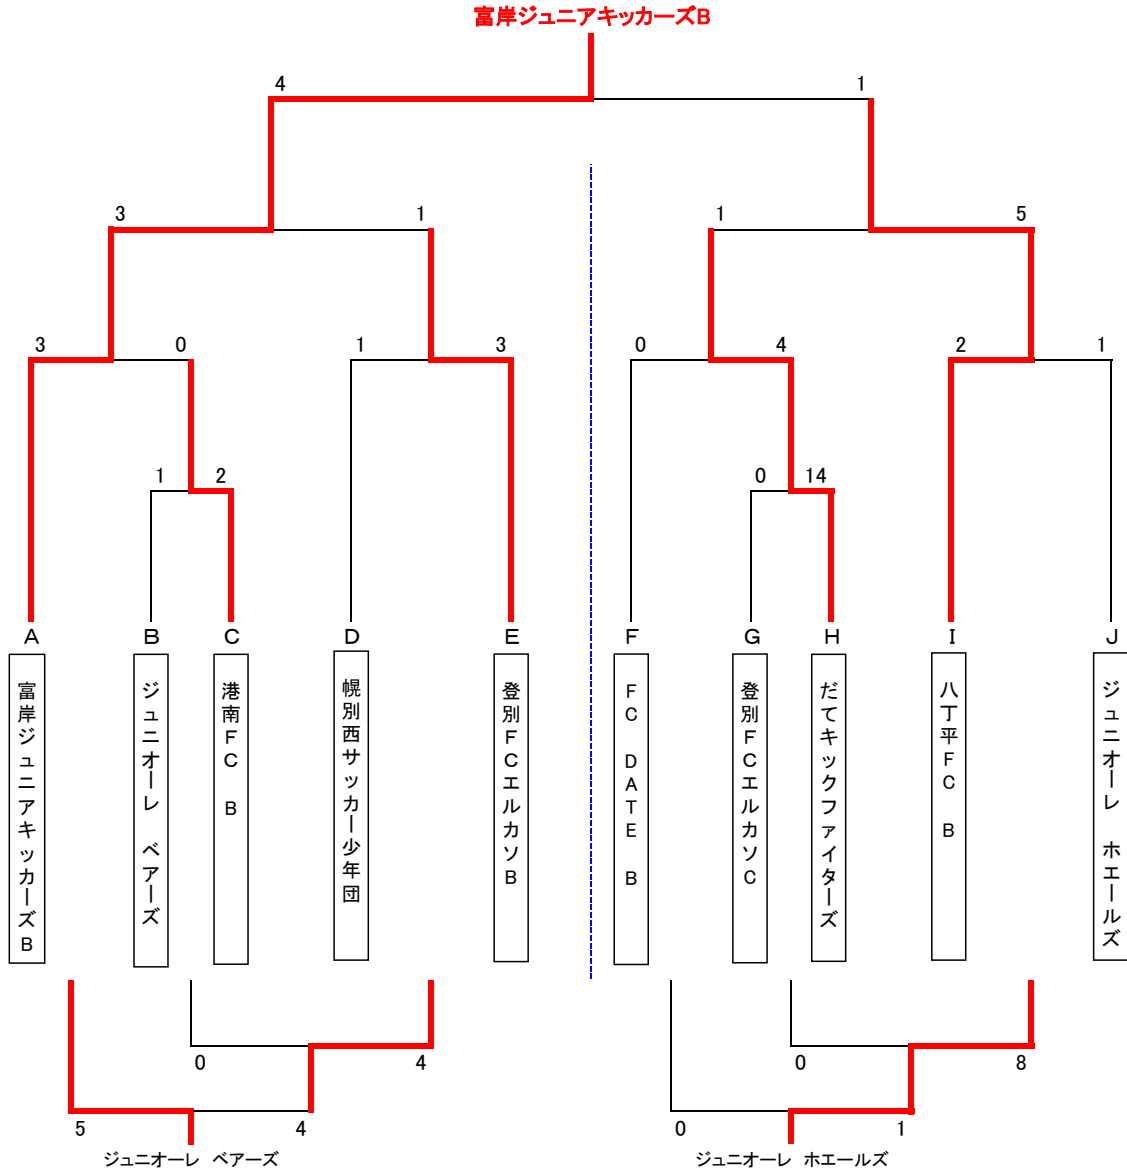 富岸ジュニアキッカーズB
4 1
3 1 1 5
3 0 1 3 0 4 2 1
1 2 0 14
A B C D E F G H I J
富岸ジュニアキッカーズB
ジュニオーレ ベアーズ
港南FC B
幌別西サッカー少年団
登別FCエルカソB
FC DATE B
登別FCエルカソC
だてキックファイターズ
八丁平FC B
ジュニオーレ ホエールズ
0 4 0 8
5 4 0 1
ジュニオーレ ベアーズ ジュニオーレ ホエールズ